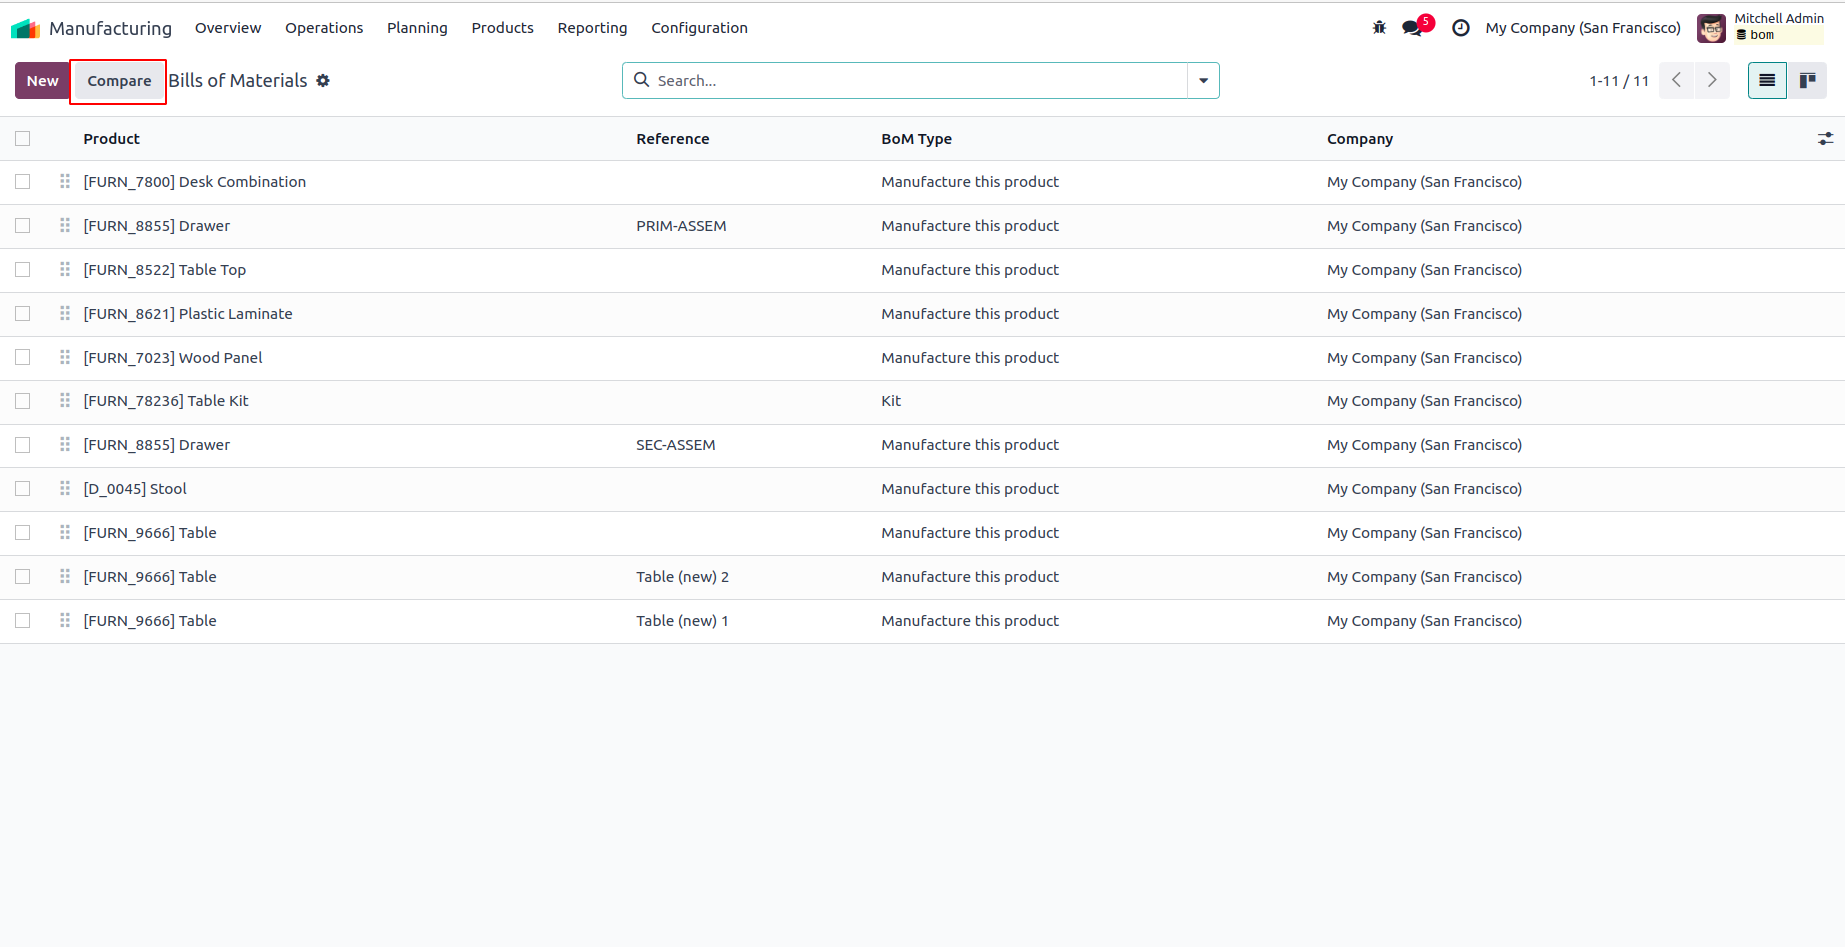 Manufacturing Overview Operations Planning Products Reporting Configuration 5 My Company (San Francisco) Mitchell Admin
bom
New Compare Bills of Materials Search... 1-11 / 11
Product Reference BoM Type Company
[FURN_7800] Desk Combination Manufacture this product My Company (San Francisco)
[FURN_8855] Drawer PRIM-ASSEM Manufacture this product My Company (San Francisco)
[FURN_8522] Table Top Manufacture this product My Company (San Francisco)
[FURN_8621] Plastic Laminate Manufacture this product My Company (San Francisco)
[FURN_7023] Wood Panel Manufacture this product My Company (San Francisco)
[FURN_78236] Table Kit Kit My Company (San Francisco)
[FURN_8855] Drawer SEC-ASSEM Manufacture this product My Company (San Francisco)
[D_0045] Stool Manufacture this product My Company (San Francisco)
[FURN_9666] Table Manufacture this product My Company (San Francisco)
[FURN_9666] Table Table (new) 2 Manufacture this product My Company (San Francisco)
[FURN_9666] Table Table (new) 1 Manufacture this product My Company (San Francisco)